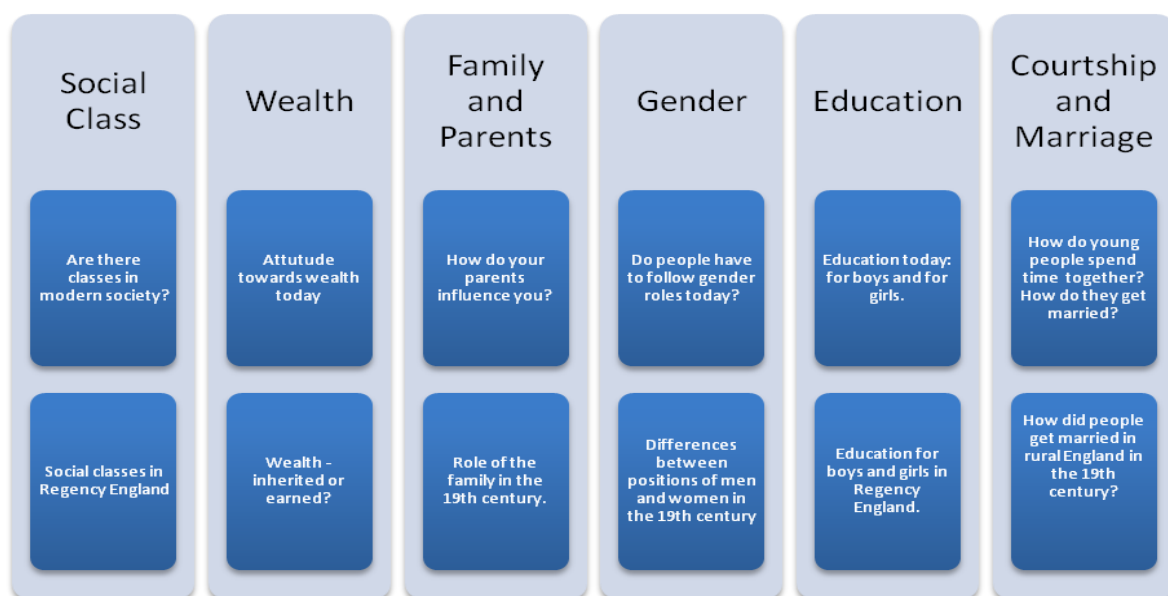 Social
Class
Wealth
Family
and
Parents
Gender
Education
Courtship
and
Marriage
Are there
classes in
modern society?
Attutude
towards wealth
today
How do your
parents
influence you?
Do people have
to follow gender
roles today?
Education today:
for boys and for
girls.
How do young
people spend
time together?
How do they get
married?
Social classes in
Regency England
Wealth -
inherited or
earned?
Role of the
family in the
19th century.
Differences
between
positions of men
and women in
the 19th century
Education for
boys and girls in
Regency
England.
How did people
get married in
rural England in
the 19th
century?